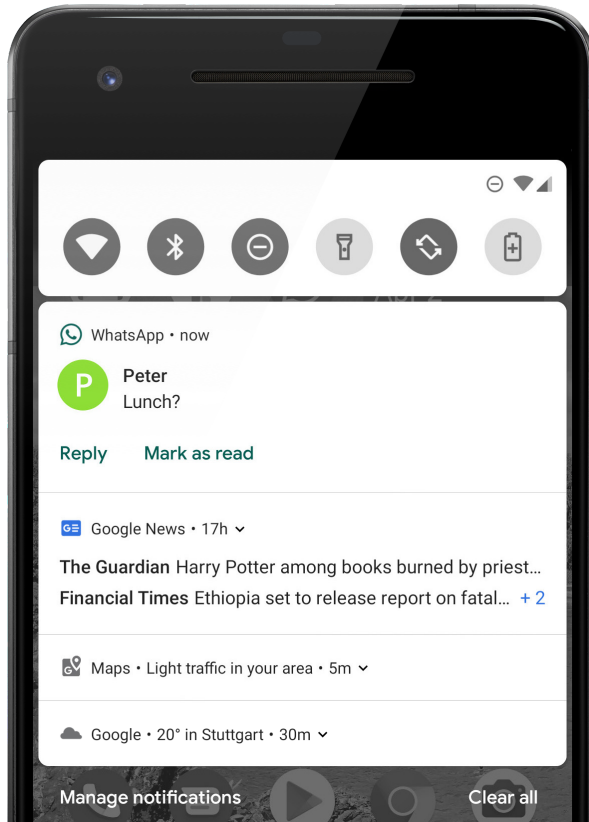 WhatsApp • now
P
Peter
Lunch?
Reply Mark as read
Google News • 17h
The Guardian Harry Potter among books burned by priest...
Financial Times Ethiopia set to release report on fatal... + 2
Maps • Light traffic in your area • 5m
Google • 20° in Stuttgart • 30m
Manage notifications Clear all